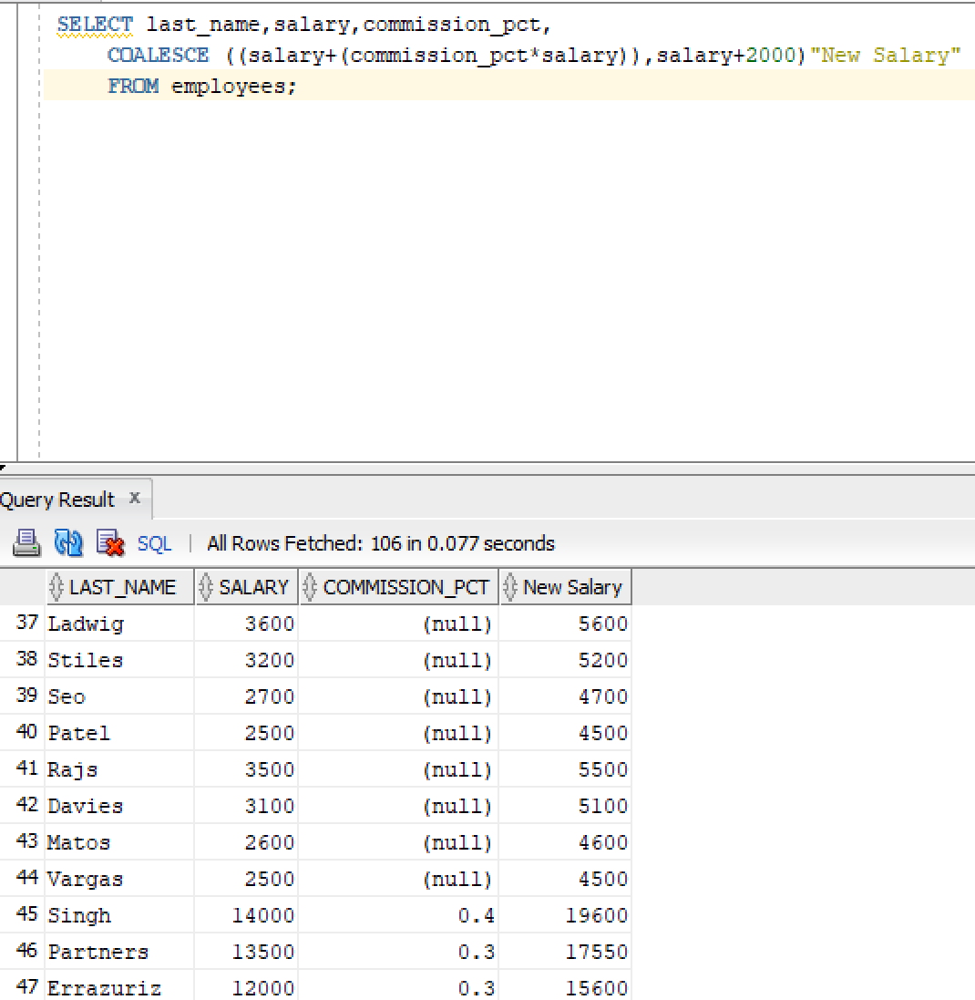 SELECT last_name,salary,commission_pct,
COALESCE ((salary+(commission_pct*salary)),salary+2000)"New Salary"
FROM employees;
Query Result x
SQL | All Rows Fetched: 106 in 0.077 seconds
LAST_NAME SALARY COMMISSION_PCT New Salary
37 Ladwig 3600 (null) 5600
38 Stiles 3200 (null) 5200
39 Seo 2700 (null) 4700
40 Patel 2500 (null) 4500
41 Rajs 3500 (null) 5500
42 Davies 3100 (null) 5100
43 Matos 2600 (null) 4600
44 Vargas 2500 (null) 4500
45 Singh 14000 0.4 19600
46 Partners 13500 0.3 17550
47 Errazuriz 12000 0.3 15600